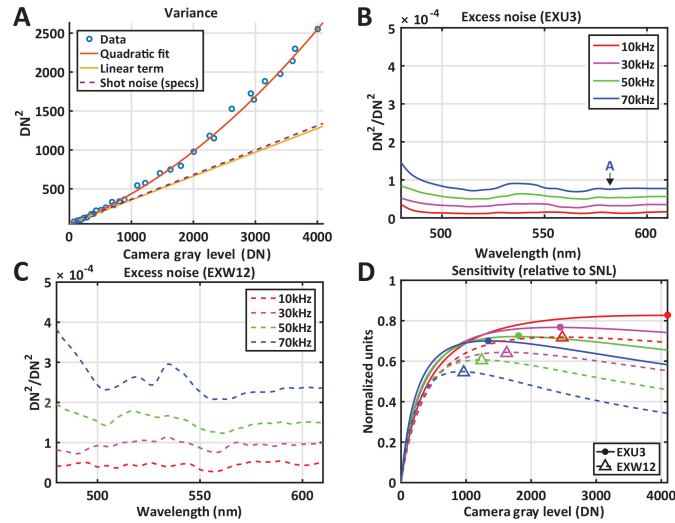 A
Variance
DN²
2500
2000
1500
1000
500
Data
Quadratic fit
Linear term
Shot noise (specs)
0
1000
2000
3000
4000
Camera gray level (DN)
B
Excess noise (EXU3)
5 × 10⁻⁴
DN²/DN²
4
3
2
1
0
10kHz
30kHz
50kHz
70kHz
A
500
550
600
Wavelength (nm)
C
Excess noise (EXW12)
5 × 10⁻⁴
DN²/DN²
4
3
2
1
0
10kHz
30kHz
50kHz
70kHz
500
550
600
Wavelength (nm)
D
Sensitivity (relative to SNL)
Normalized units
1
0.8
0.6
0.4
0.2
0
EXU3
EXW12
0
1000
2000
3000
4000
Camera gray level (DN)